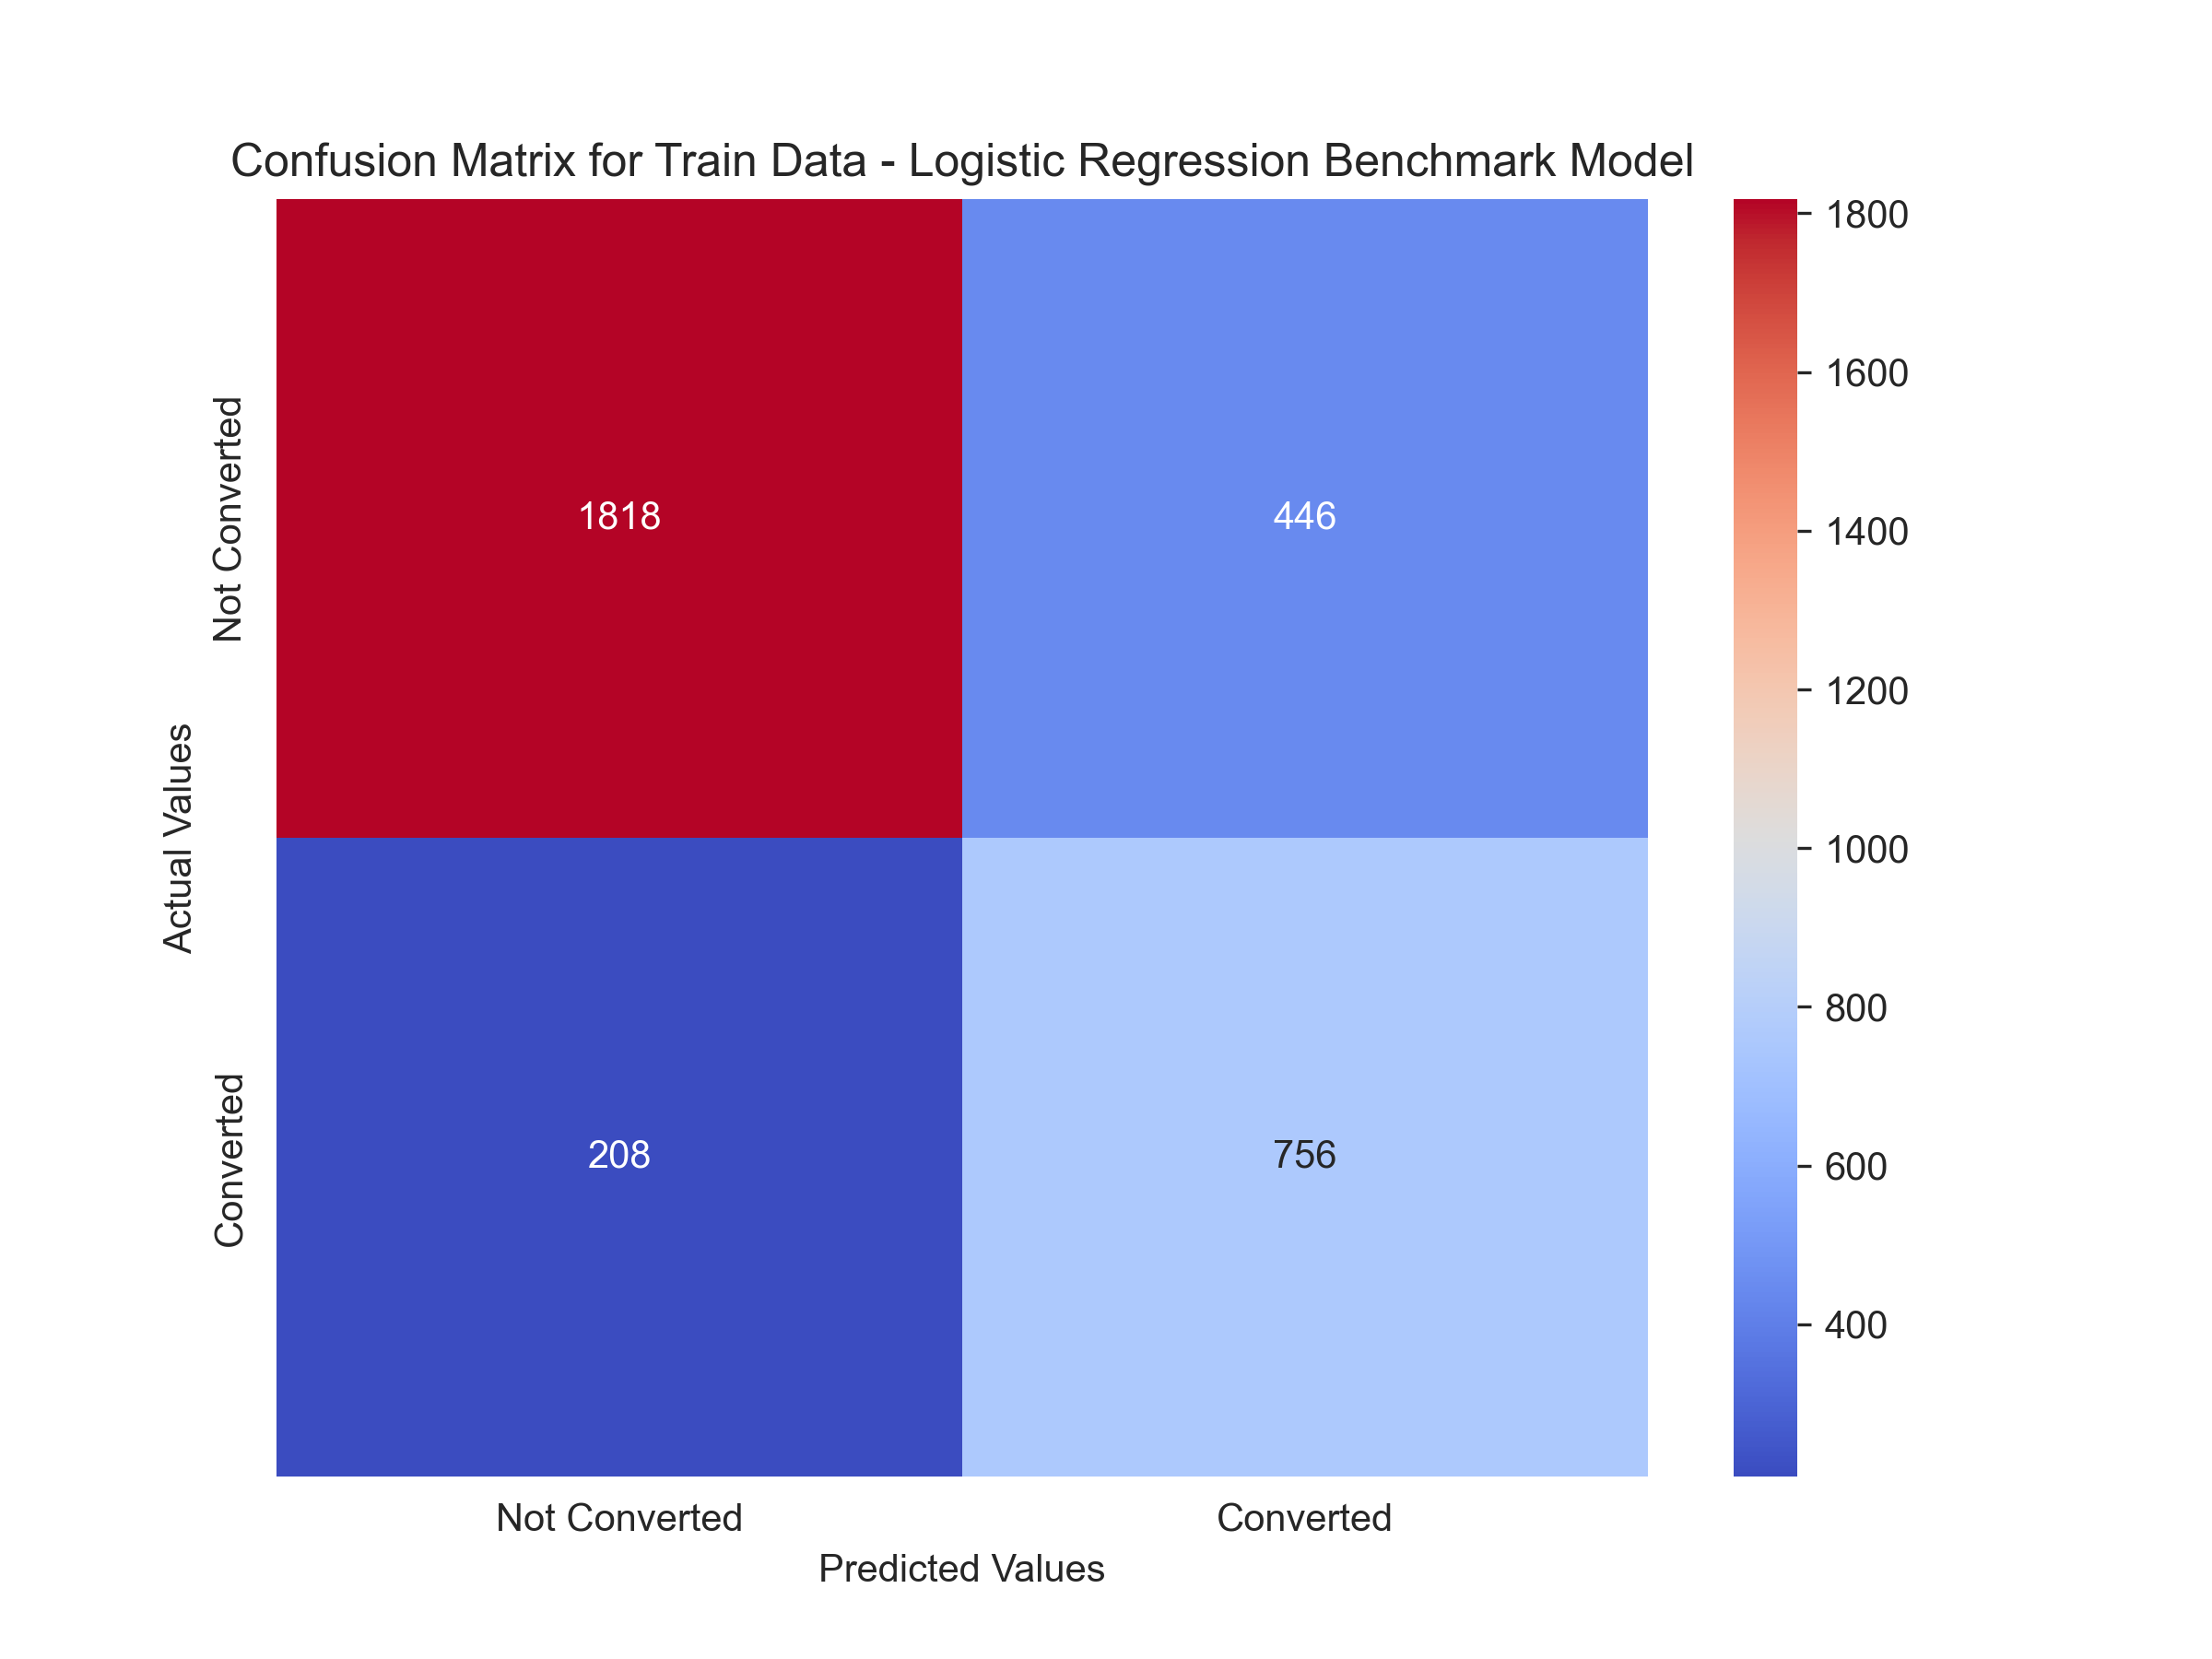 Confusion Matrix for Train Data - Logistic Regression Benchmark Model
Actual Values
Not Converted
Converted
1818
446
208
756
Not Converted
Converted
Predicted Values
1800
1600
1400
1200
1000
800
600
400